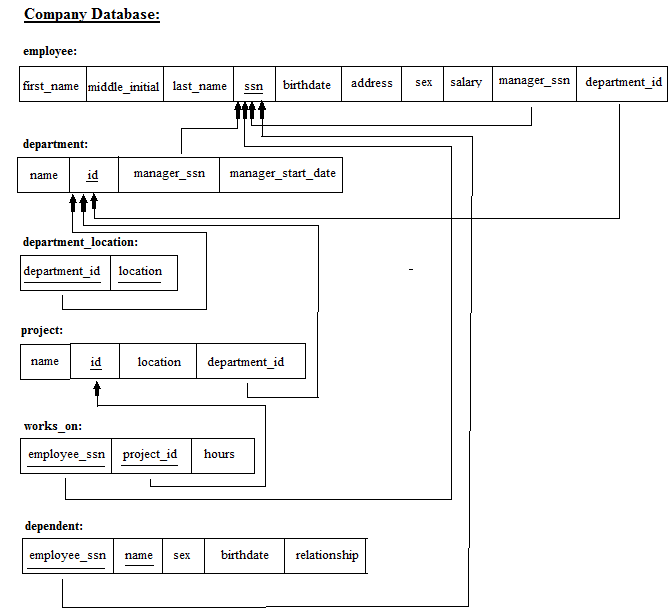 Company Database:
employee:
first_name middle_initial last_name ssn birthdate address sex salary manager_ssn department_id
department:
name id manager_ssn manager_start_date
department_location:
department_id location
project:
name id location department_id
works_on:
employee_ssn project_id hours
dependent:
employee_ssn name sex birthdate relationship